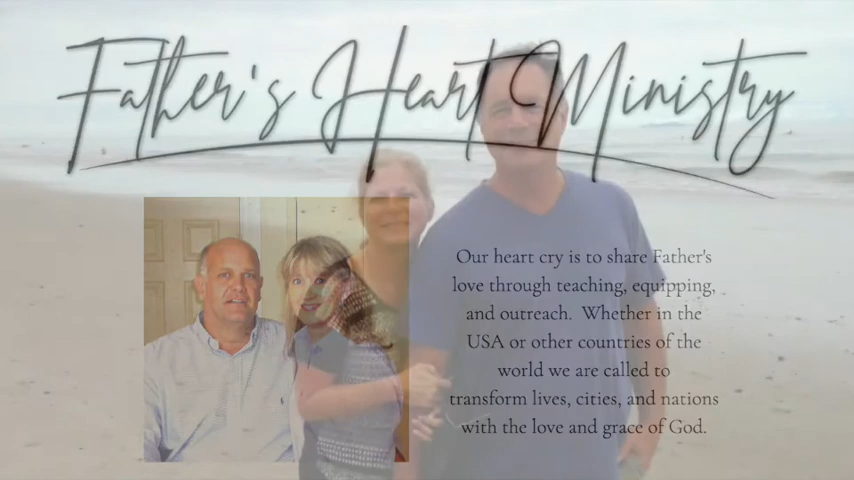 Father's Heart Ministry
Our heart cry is to share Father's
love through teaching, equipping,
and outreach. Whether in the
USA or other countries of the
world we are called to
transform lives, cities, and nations
with the love and grace of God.